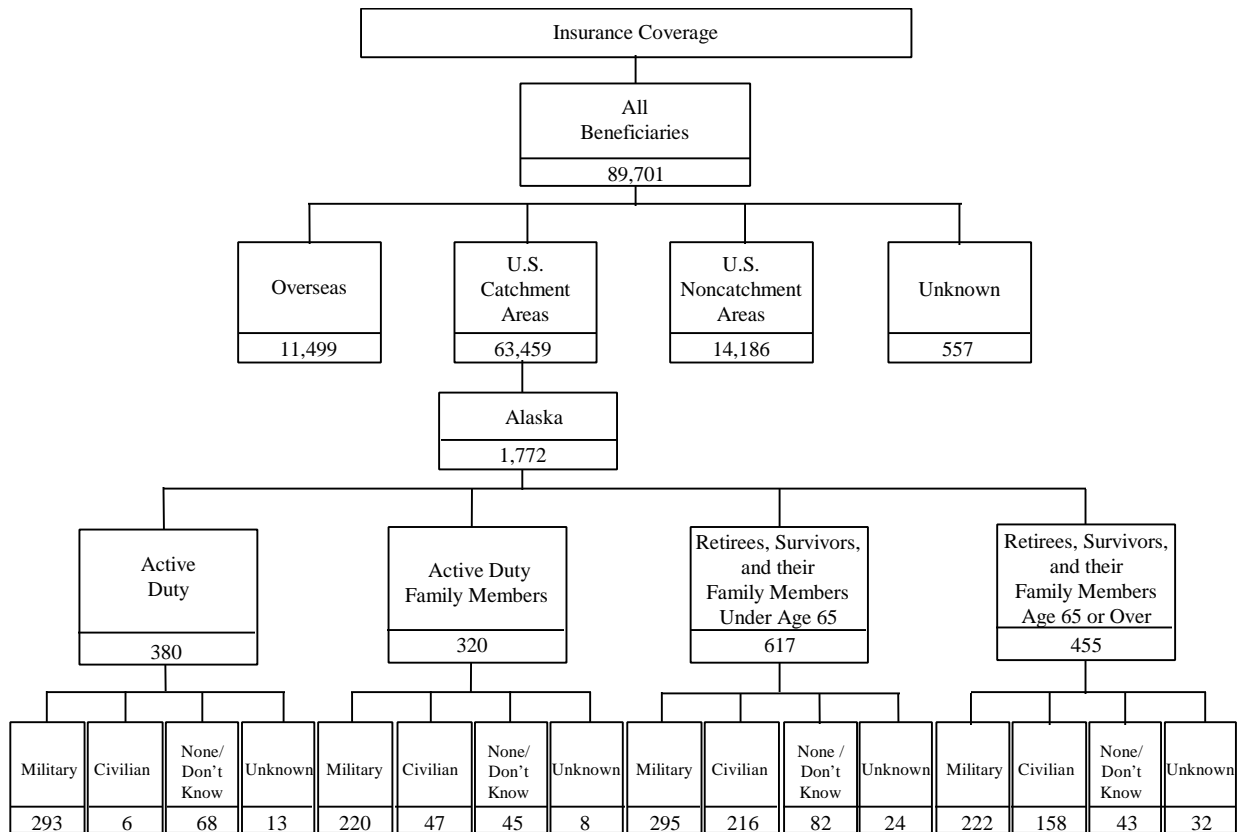 Insurance Coverage
All
Beneficiaries
89,701
Overseas
11,499
U.S.
Catchment
Areas
63,459
U.S.
Noncatchment
Areas
14,186
Unknown
557
Alaska
1,772
Active
Duty
380
Active Duty
Family Members
320
Retirees, Survivors,
and their
Family Members
Under Age 65
617
Retirees, Survivors,
and their
Family Members
Age 65 or Over
455
Military
293
Civilian
6
None/
Don't
Know
68
Unknown
13
Military
220
Civilian
47
None/
Don't
Know
45
Unknown
8
Military
295
Civilian
216
None /
Don't
Know
82
Unknown
24
Military
222
Civilian
158
None/
Don't
Know
43
Unknown
32